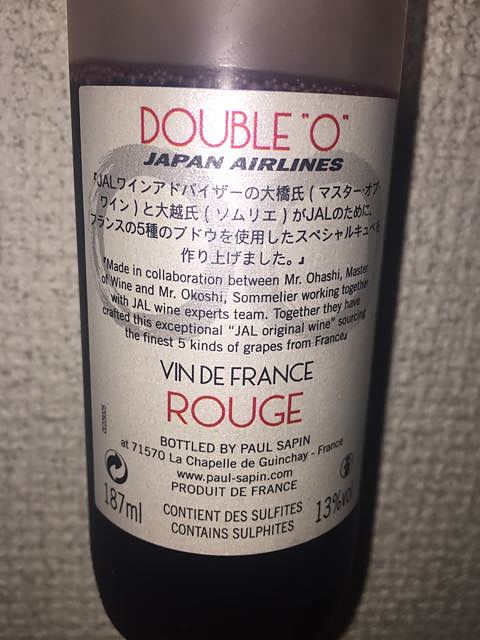 DOUBLE "O"
JAPAN AIRLINES
『JALワインアドバイザーの大橋氏 ( マスター・オブ・
ワイン ) と大越氏 ( ソムリエ ) がJALのために、
フランスの5種のブドウを使用したスペシャルキュベを
作り上げました。』
『Made in collaboration between Mr. Ohashi, Master
of Wine and Mr. Okoshi, Sommelier working together
with JAL wine experts team. Together they have
crafted this exceptional “JAL original wine” sourcing
the finest 5 kinds of grapes from France』
VIN DE FRANCE
ROUGE
BOTTLED BY PAUL SAPIN
at 71570 La Chapelle de Guinchay - France
www.paul-sapin.com
PRODUIT DE FRANCE
187ml
CONTIENT DES SULFITES
CONTAINS SULPHITES
13%vol